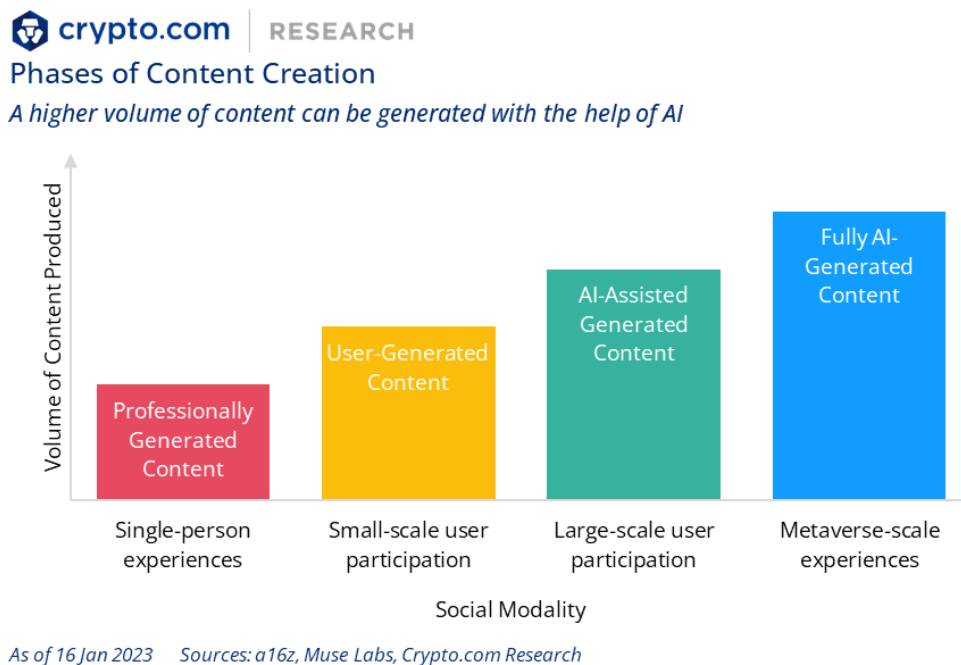 crypto.com | RESEARCH
Phases of Content Creation
A higher volume of content can be generated with the help of AI
Volume of Content Produced
Professionally
Generated
Content
User-Generated
Content
AI-Assisted
Generated
Content
Fully AI-
Generated
Content
Single-person
experiences
Small-scale user
participation
Large-scale user
participation
Metaverse-scale
experiences
Social Modality
As of 16 Jan 2023 Sources: a16z, Muse Labs, Crypto.com Research